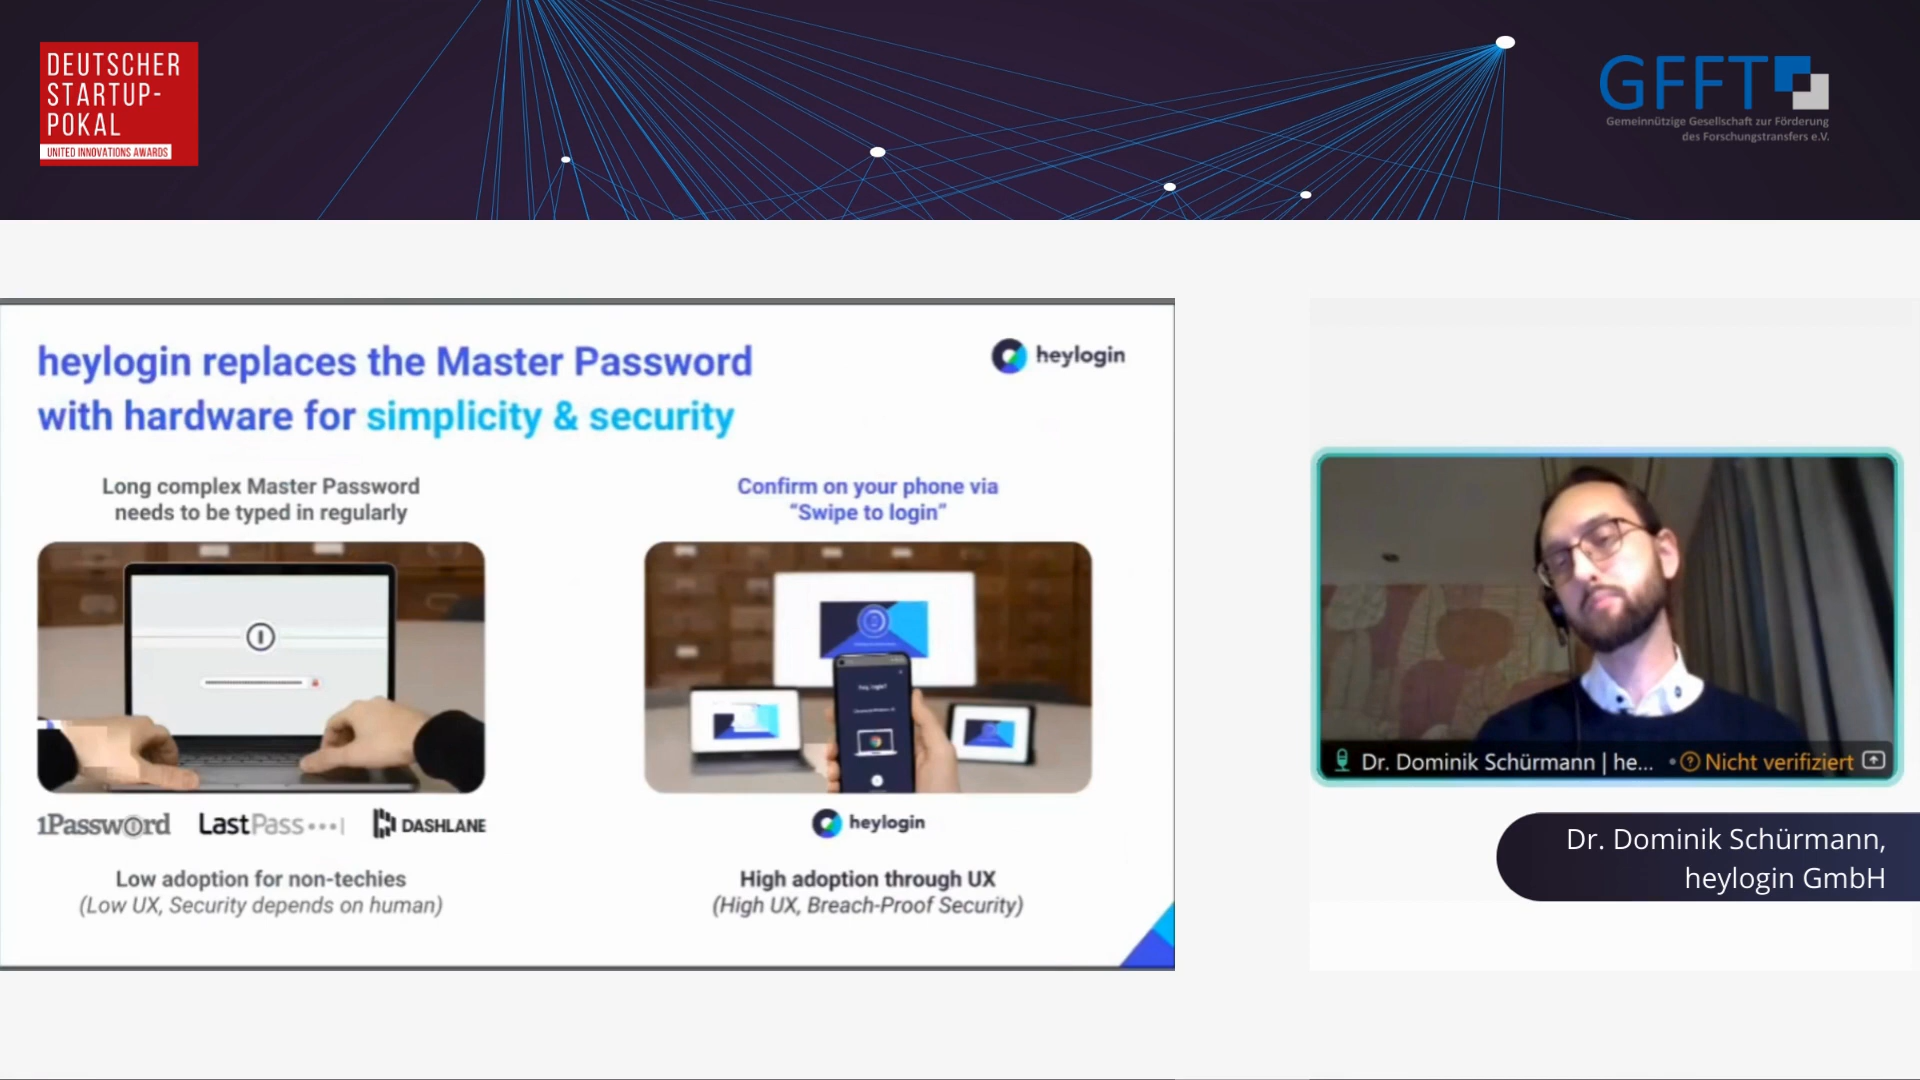 DEUTSCHER
STARTUP-
POKAL
UNITED INNOVATIONS AWARDS
GFFT
Gemeinnützige Gesellschaft zur Förderung
des Forschungstransfers e.V.
heylogin replaces the Master Password
with hardware for simplicity & security
heylogin
Long complex Master Password
needs to be typed in regularly
Confirm on your phone via
“Swipe to login”
1Password
LastPass•••|
DASHLANE
heylogin
Low adoption for non-techies
(Low UX, Security depends on human)
High adoption through UX
(High UX, Breach-Proof Security)
Dr. Dominik Schürmann | he... • Nicht verifiziert
Dr. Dominik Schürmann,
heylogin GmbH